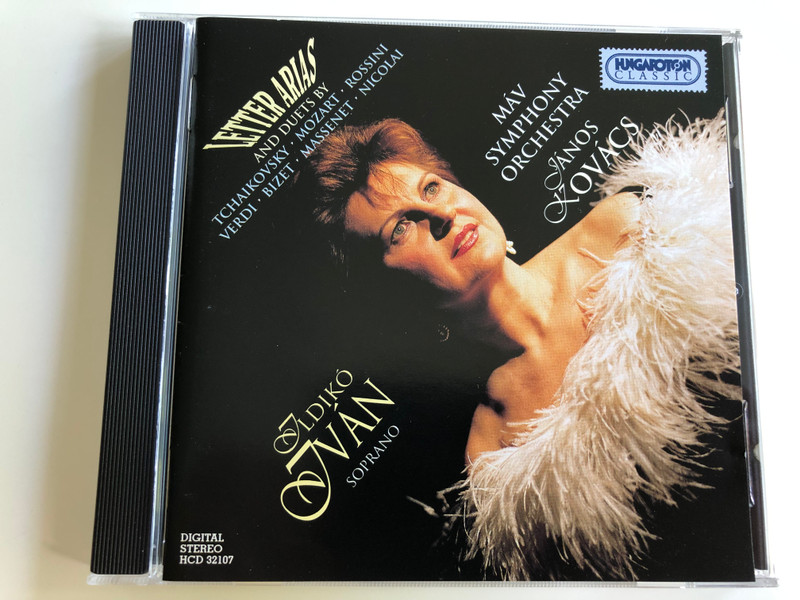 LETTER ARIAS
AND DUETS BY
TCHAIKOVSKY · MOZART · ROSSINI
VERDI · BIZET · MASSENET · NICOLAI
HUNGAROTON
CLASSIC
MÁV
SYMPHONY
ORCHESTRA
JÁNOS
KOVÁCS
ILDIKÓ
IVÁN
SOPRANO
DIGITAL
STEREO
HCD 32107